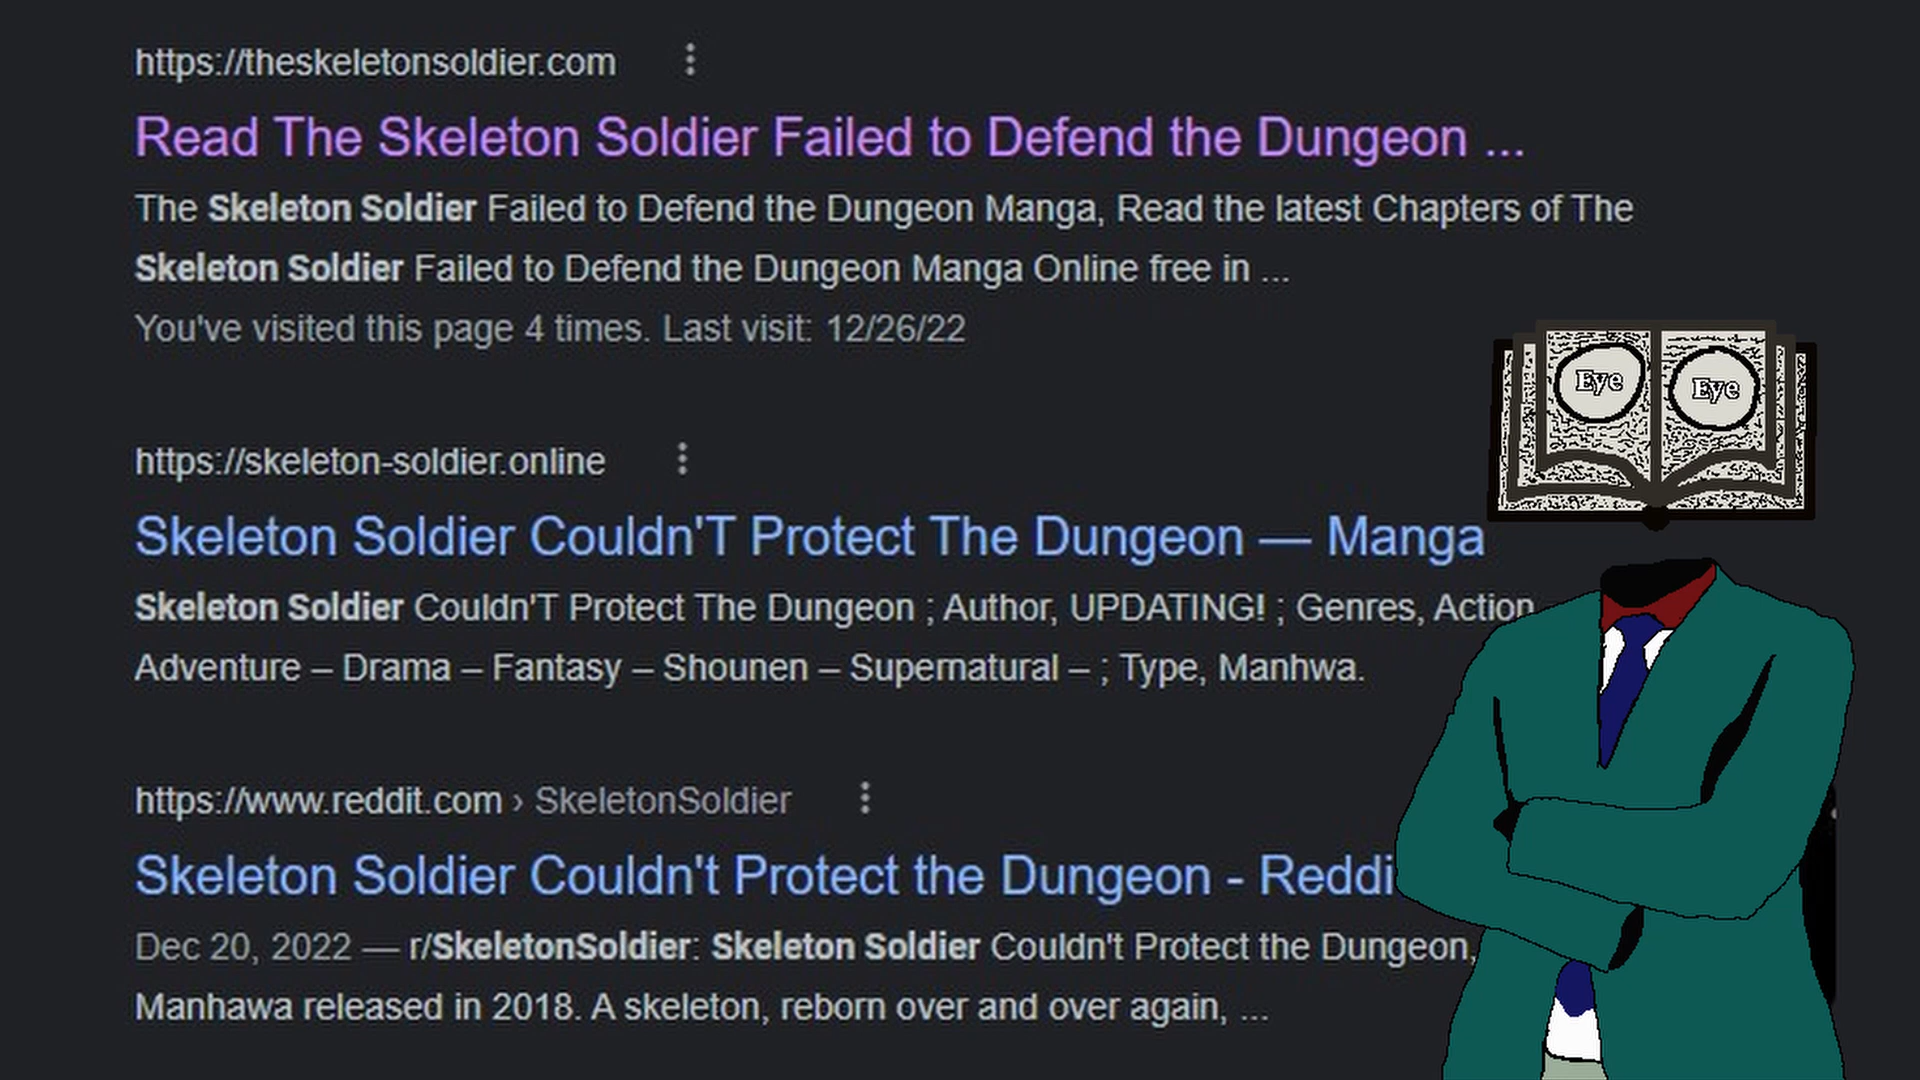 https://theskeletonsoldier.com
Read The Skeleton Soldier Failed to Defend the Dungeon ...
The Skeleton Soldier Failed to Defend the Dungeon Manga, Read the latest Chapters of The
Skeleton Soldier Failed to Defend the Dungeon Manga Online free in ...
You've visited this page 4 times. Last visit: 12/26/22
Eye Eye
https://skeleton-soldier.online
Skeleton Soldier Couldn'T Protect The Dungeon — Manga
Skeleton Soldier Couldn'T Protect The Dungeon ; Author, UPDATING! ; Genres, Action
Adventure – Drama – Fantasy – Shounen – Supernatural – ; Type, Manhwa.
https://www.reddit.com › SkeletonSoldier
Skeleton Soldier Couldn't Protect the Dungeon - Reddi
Dec 20, 2022 — r/SkeletonSoldier: Skeleton Soldier Couldn't Protect the Dungeon,
Manhawa released in 2018. A skeleton, reborn over and over again, ...